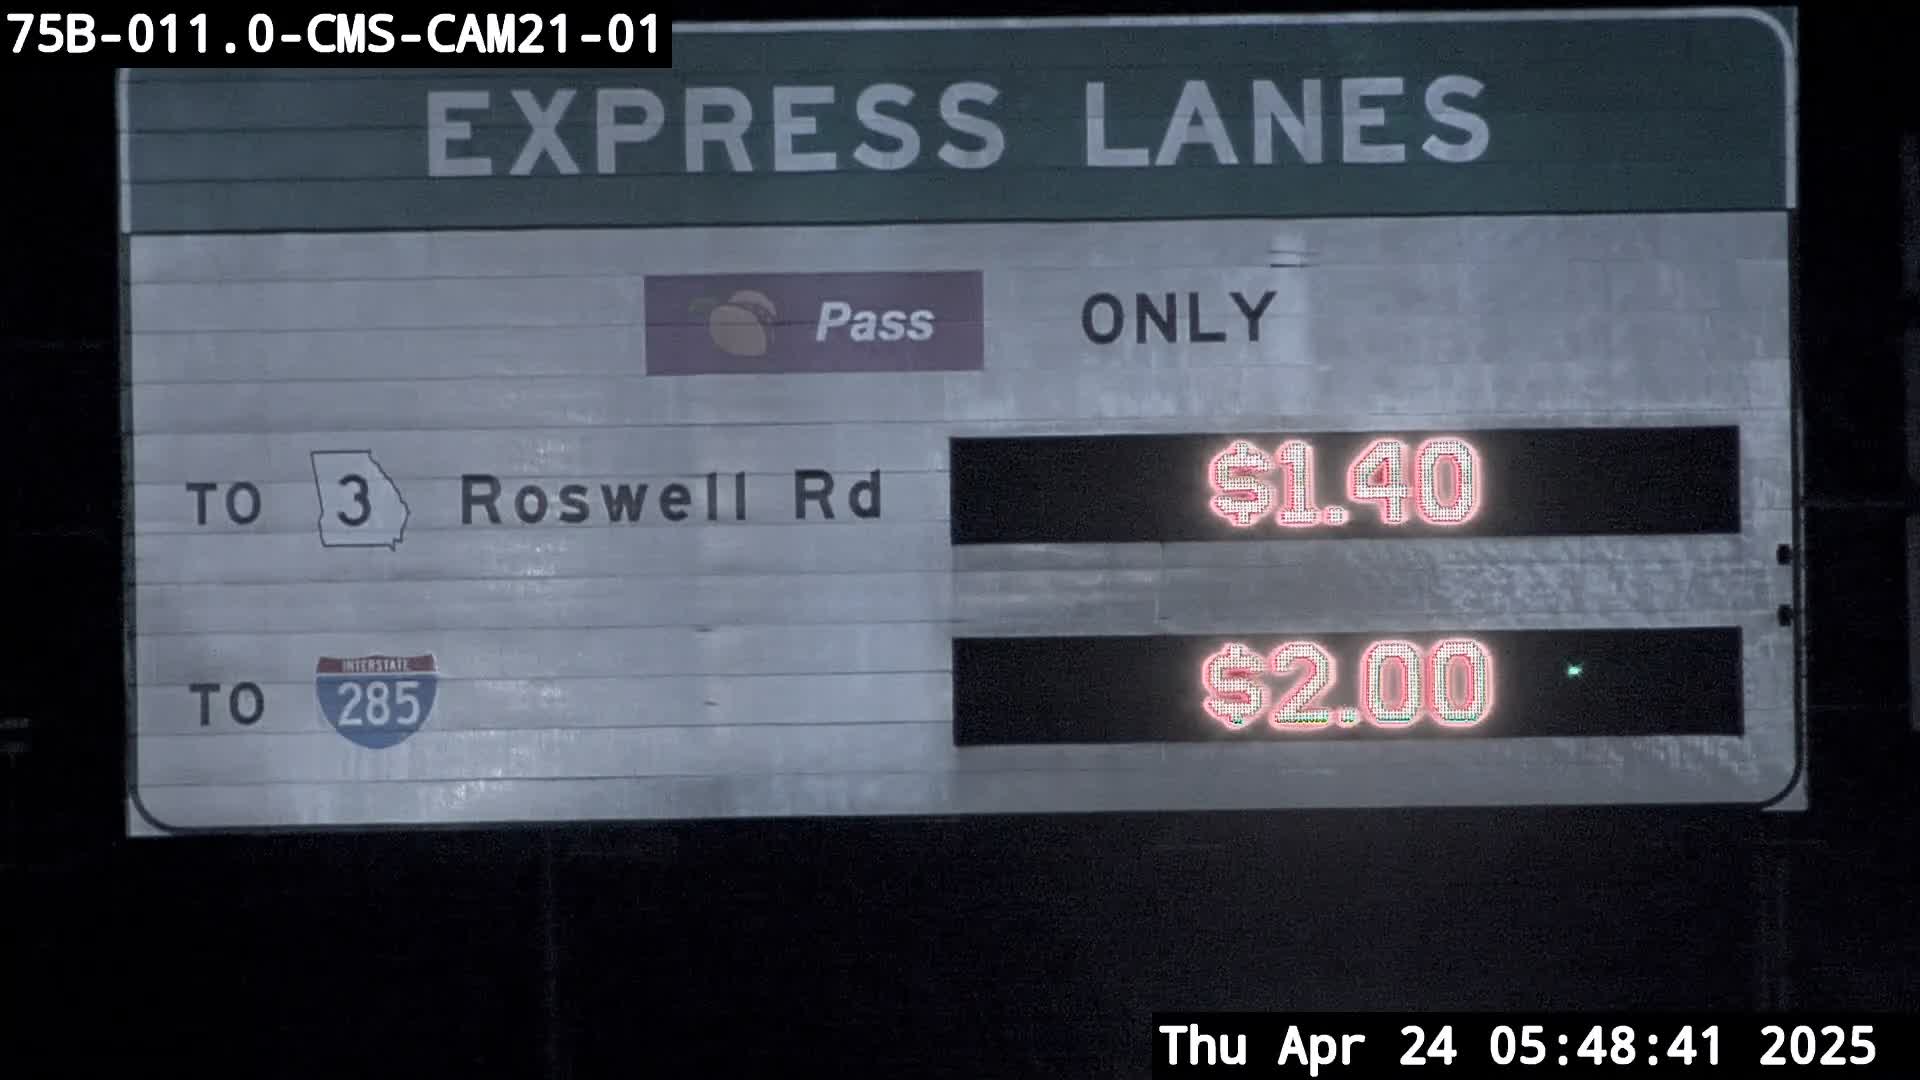 75B-011.0-CMS-CAM21-01
EXPRESS LANES
Pass ONLY
TO 3 Roswell Rd $1.40
TO INTERSTATE 285 $2.00
Thu Apr 24 05:48:41 2025